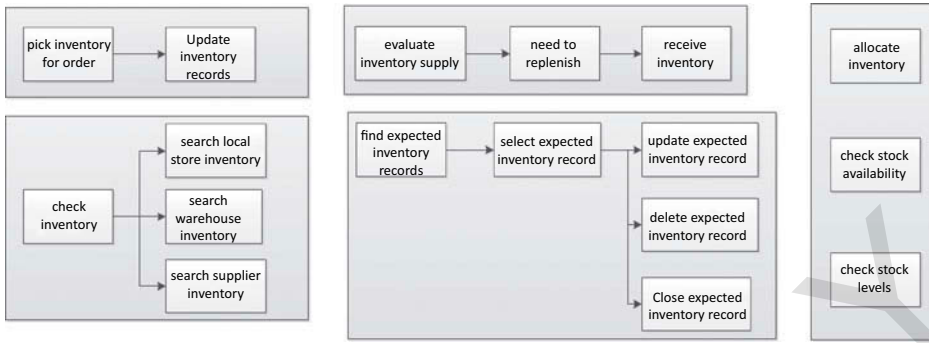 pick inventory
for order
Update
inventory
records
evaluate
inventory supply
need to
replenish
receive
inventory
allocate
inventory
check stock
availability
check stock
levels
check
inventory
search local
store inventory
search
warehouse
inventory
search supplier
inventory
find expected
inventory
records
select expected
inventory record
update expected
inventory record
delete expected
inventory record
Close expected
inventory record